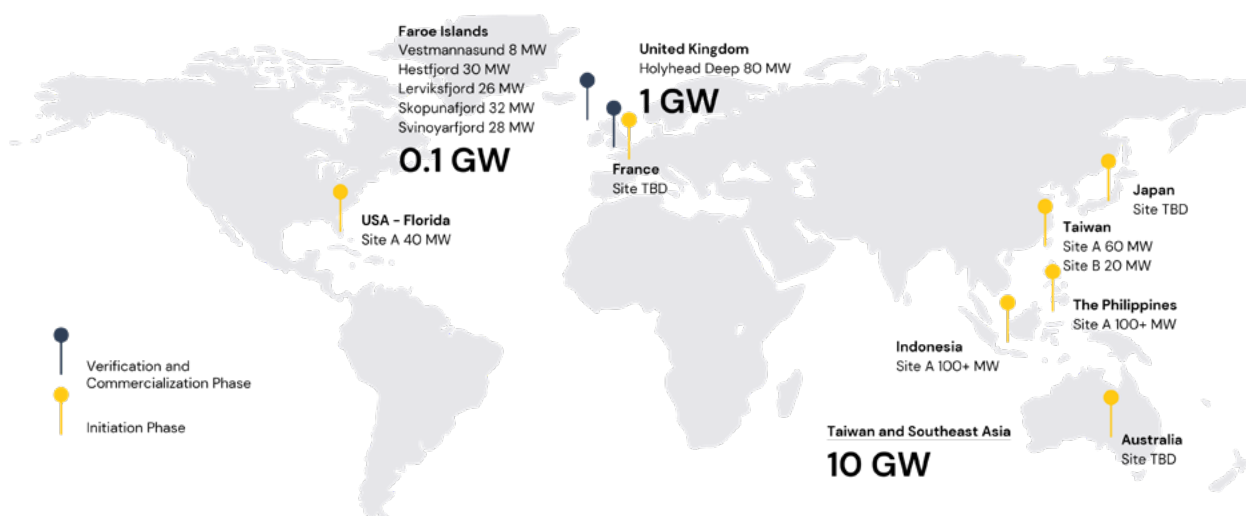 Faroe Islands
Vestmannasund 8 MW
Hestfjord 30 MW
Lerviksfjord 26 MW
Skopunafjord 32 MW
Svinoyarfjord 28 MW
0.1 GW
United Kingdom
Holyhead Deep 80 MW
1 GW
France
Site TBD
USA - Florida
Site A 40 MW
Japan
Site TBD
Taiwan
Site A 60 MW
Site B 20 MW
The Philippines
Site A 100+ MW
Indonesia
Site A 100+ MW
Verification and
Commercialization Phase
Initiation Phase
Taiwan and Southeast Asia
10 GW
Australia
Site TBD